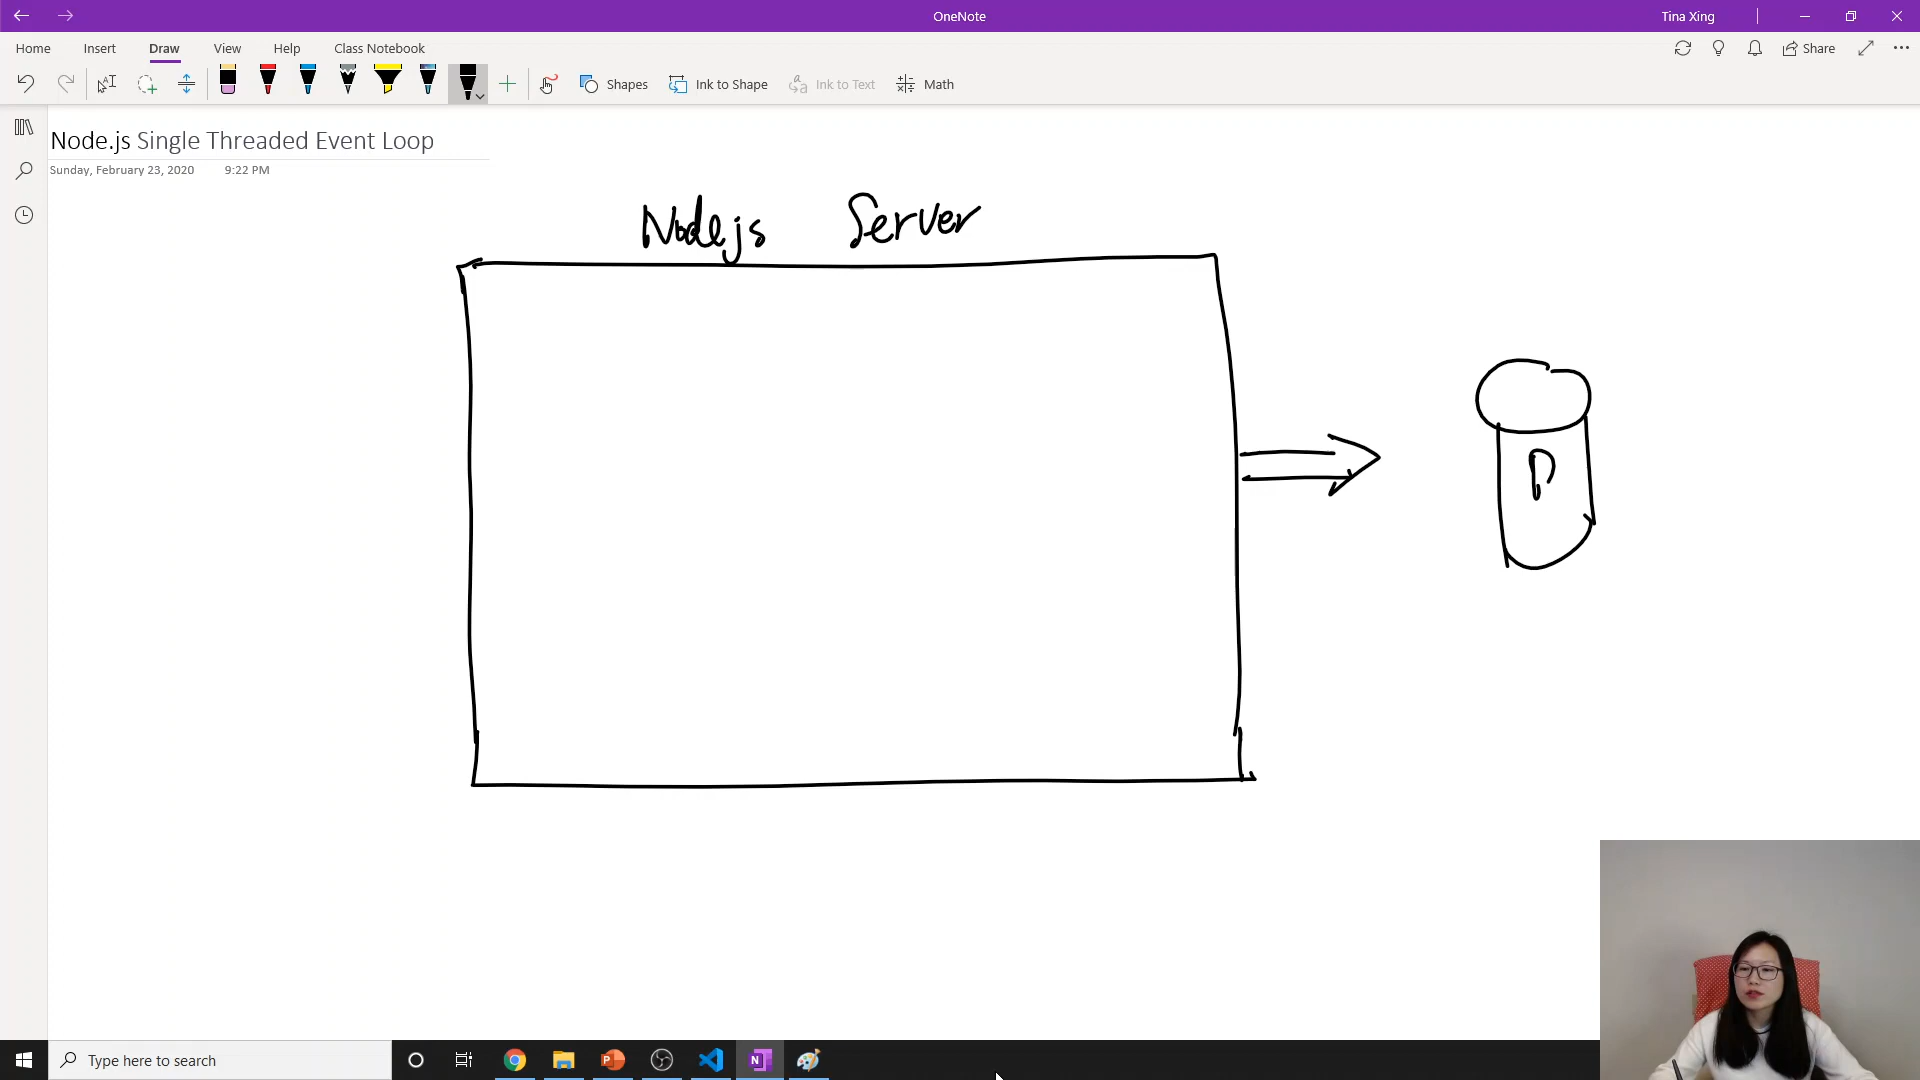 OneNote
Tina Xing
Home Insert Draw View Help Class Notebook
Share
Shapes Ink to Shape Ink to Text Math
Node.js Single Threaded Event Loop
Sunday, February 23, 2020 9:22 PM
Nodejs Server
D
Type here to search